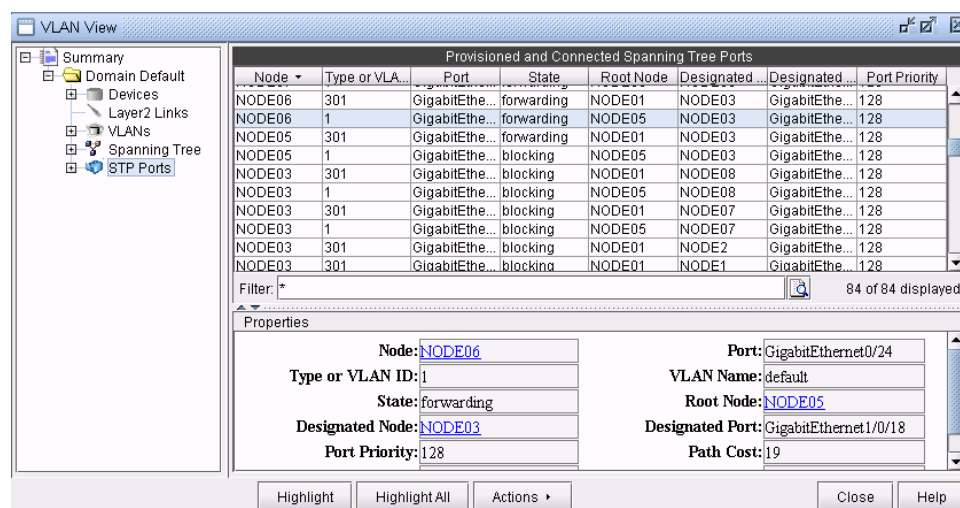 VLAN View
Summary
Domain Default
Devices
Layer2 Links
VLANs
Spanning Tree
STP Ports
Provisioned and Connected Spanning Tree Ports
Node Type or VLA... Port State Root Node Designated ... Designated ... Port Priority
NODE06 301 GigabitEthe... forwarding NODE01 NODE03 GigabitEthe... 128
NODE06 1 GigabitEthe... forwarding NODE05 NODE03 GigabitEthe... 128
NODE05 301 GigabitEthe... forwarding NODE01 NODE03 GigabitEthe... 128
NODE05 1 GigabitEthe... blocking NODE05 NODE03 GigabitEthe... 128
NODE03 301 GigabitEthe... blocking NODE01 NODE08 GigabitEthe... 128
NODE03 1 GigabitEthe... blocking NODE05 NODE08 GigabitEthe... 128
NODE03 301 GigabitEthe... blocking NODE01 NODE07 GigabitEthe... 128
NODE03 1 GigabitEthe... blocking NODE05 NODE07 GigabitEthe... 128
NODE03 301 GigabitEthe... blocking NODE01 NODE2 GigabitEthe... 128
NODE03 301 GigabitEthe... blocking NODE01 NODE1 GigabitEthe... 128
Filter: * 84 of 84 displayed
Properties
Node: NODE06 Port: GigabitEthernet0/24
Type or VLAN ID: 1 VLAN Name: default
State: forwarding Root Node: NODE05
Designated Node: NODE03 Designated Port: GigabitEthernet1/0/18
Port Priority: 128 Path Cost: 19
Highlight Highlight All Actions Close Help